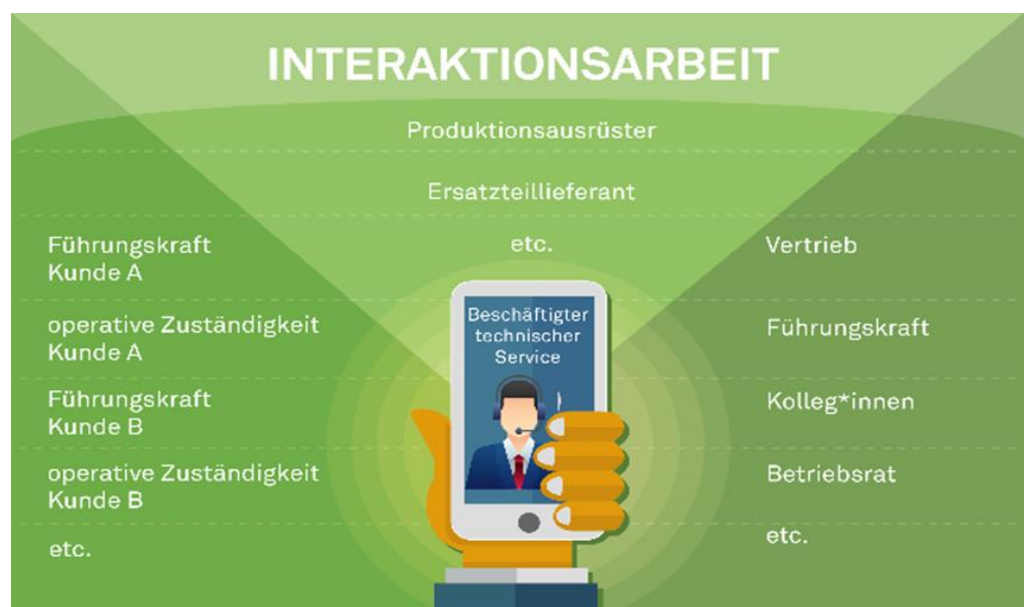 INTERAKTIONSARBEIT
Produktionsausrüster
Ersatzteillieferant
etc.
Führungskraft
Kunde A
operative Zuständigkeit
Kunde A
Führungskraft
Kunde B
operative Zuständigkeit
Kunde B
etc.
Beschäftigter
technischer
Service
Vertrieb
Führungskraft
Kolleg*innen
Betriebsrat
etc.